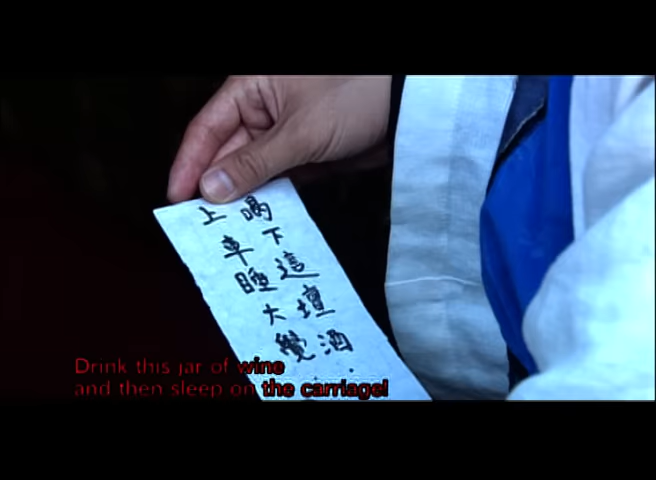 喝下這壇酒
上車睡大覺
Drink this jar of wine
and then sleep on the carriage!